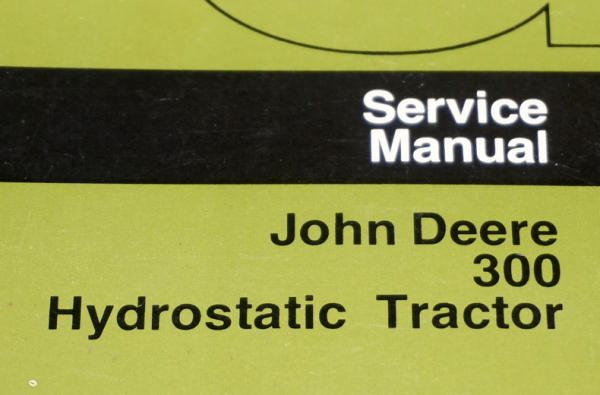 Service
Manual
John Deere
300
Hydrostatic Tractor